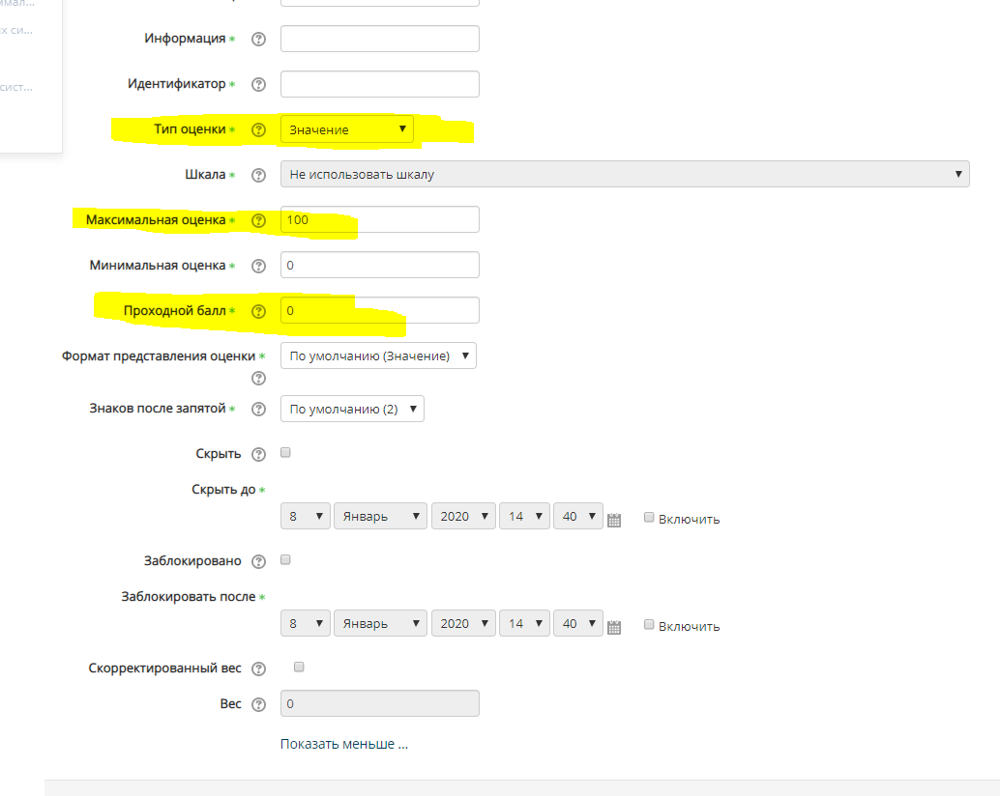 мал...
х си...
сист...
Информация *
Идентификатор *
Тип оценки * Значение
Шкала * Не использовать шкалу
Максимальная оценка * 100
Минимальная оценка * 0
Проходной балл * 0
Формат представления оценки * По умолчанию (Значение)
Знаков после запятой * По умолчанию (2)
Скрыть
Скрыть до *
8 Январь 2020 14 40 Включить
Заблокировано
Заблокировать после *
8 Январь 2020 14 40 Включить
Скорректированный вес
Вес 0
Показать меньше ...